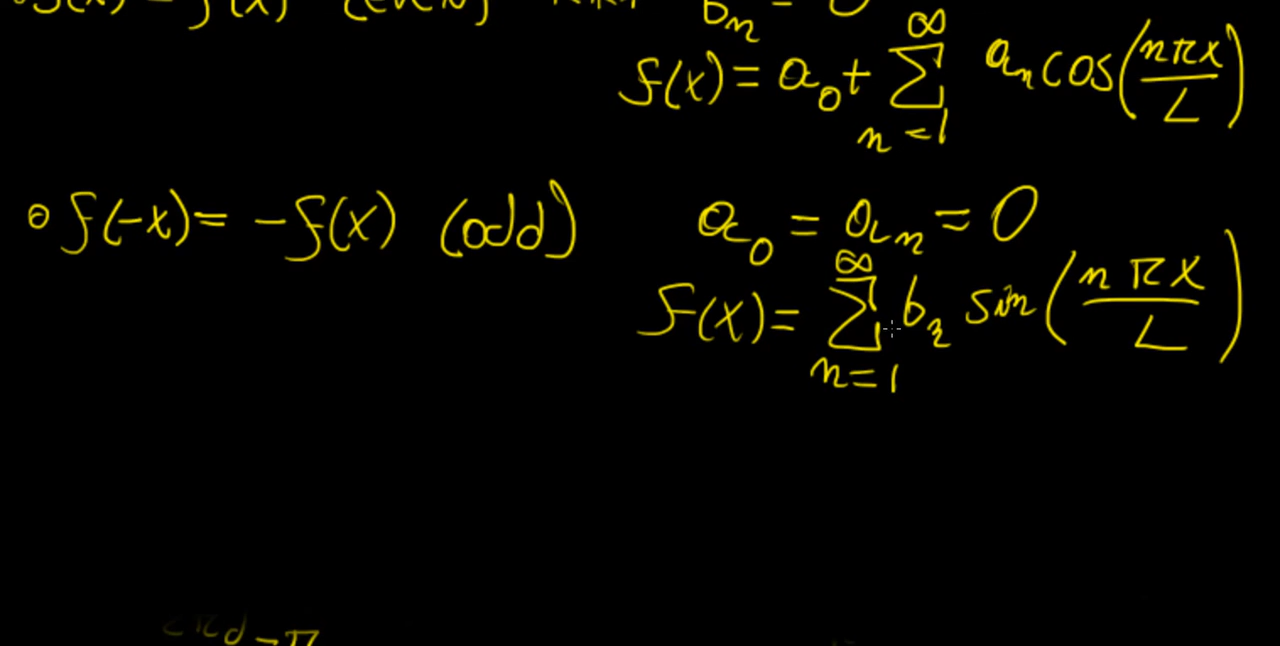 f(x) = a₀ + ∞∑n=1 aₙ cos(nπx/L)
∘ f(-x) = -f(x) (odd) a₀ = aₙ = 0
f(x) = ∞∑n=1 bₙ sin(nπx/L)